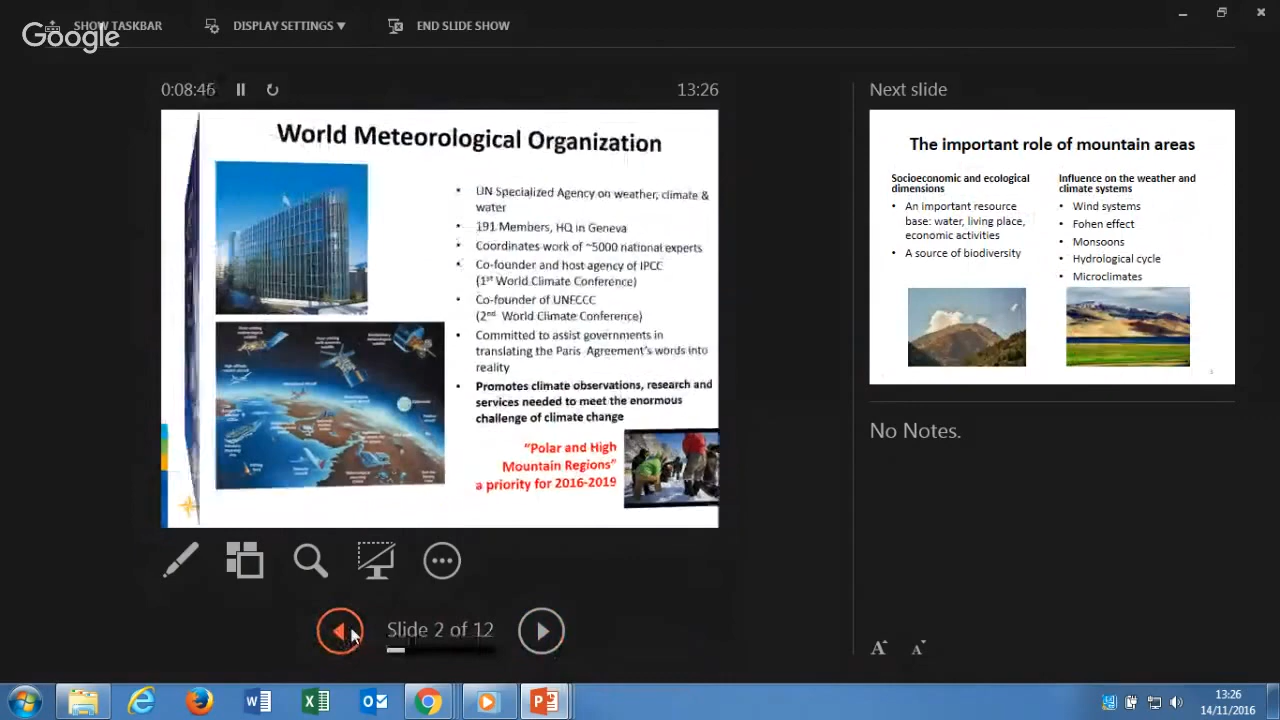 SHOW TASKBAR
DISPLAY SETTINGS ▾
END SLIDE SHOW
Google
0:08:45
13:26
World Meteorological Organization
• UN Specialized Agency on weather, climate &
water
• 191 Members, HQ in Geneva
• Coordinates work of ~5000 national experts
• Co-founder and host agency of IPCC
(1st World Climate Conference)
• Co-founder of UNFCCC
(2nd World Climate Conference)
• Committed to assist governments in
translating the Paris Agreement's words into
reality
• Promotes climate observations, research and
services needed to meet the enormous
challenge of climate change
"Polar and High
Mountain Regions"
a priority for 2016-2019
Slide 2 of 12
Next slide
The important role of mountain areas
Socioeconomic and ecological
dimensions
• An important resource
base: water, living place,
economic activities
• A source of biodiversity
Influence on the weather and
climate systems
• Wind systems
• Fohen effect
• Monsoons
• Hydrological cycle
• Microclimates
3
No Notes.
A A
13:26
14/11/2016